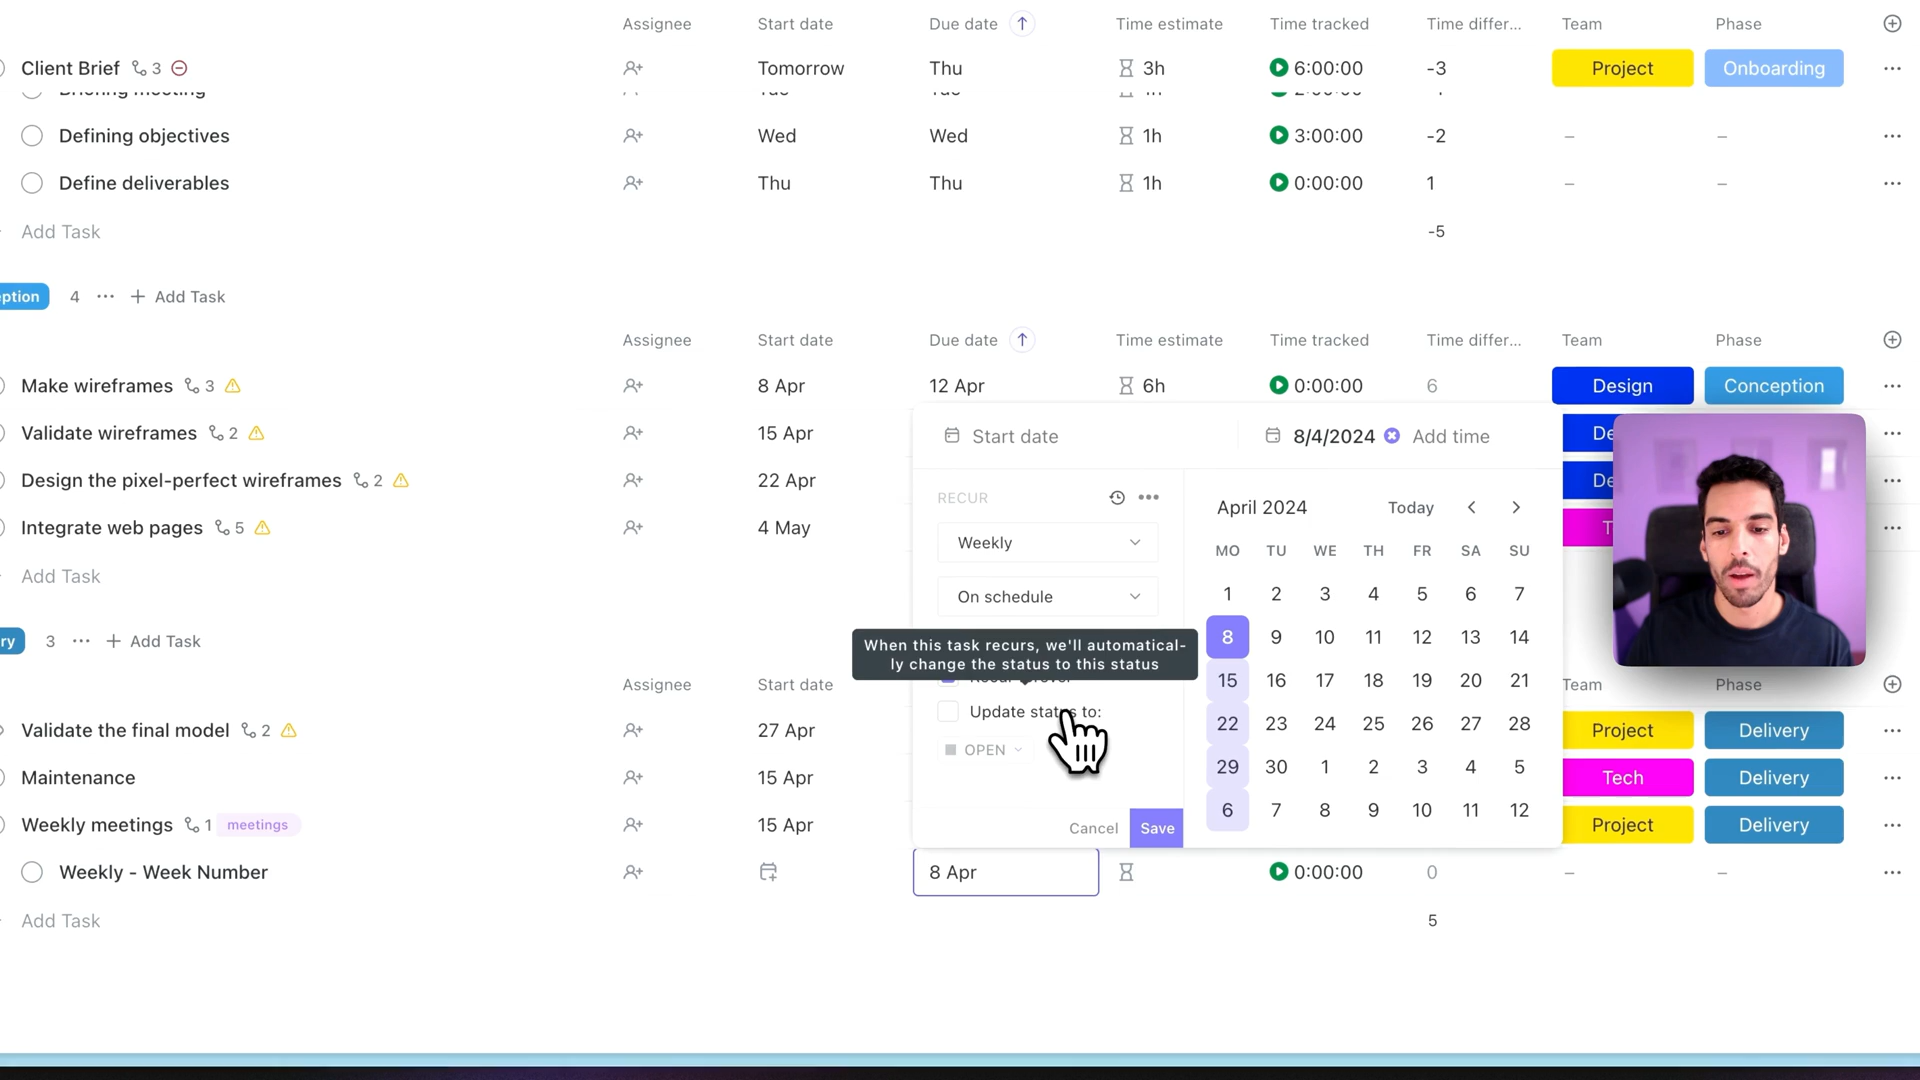 Assignee Start date Due date Time estimate Time tracked Time differ... Team Phase
Client Brief 3 Tomorrow Thu 3h 6:00:00 -3 Project Onboarding
Briefing meeting Tue Tue 1h
Defining objectives Wed Wed 1h 3:00:00 -2 – –
Define deliverables Thu Thu 1h 0:00:00 1 – –
Add Task -5
ption 4 ... + Add Task
Assignee Start date Due date Time estimate Time tracked Time differ... Team Phase
Make wireframes 3 8 Apr 12 Apr 6h 0:00:00 6 Design Conception
Validate wireframes 2 15 Apr De
Start date 8/4/2024 Add time
Design the pixel-perfect wireframes 2 22 Apr De
Integrate web pages 5 4 May T
Add Task
RECUR
Weekly
On schedule
When this task recurs, we'll automatical-
ly change the status to this status
Update status to:
OPEN
Cancel Save
April 2024 Today
MO TU WE TH FR SA SU
1 2 3 4 5 6 7
8 9 10 11 12 13 14
15 16 17 18 19 20 21
22 23 24 25 26 27 28
29 30 1 2 3 4 5
6 7 8 9 10 11 12
ry 3 ... + Add Task
Assignee Start date Team Phase
Validate the final model 2 27 Apr Project Delivery
Maintenance 15 Apr Tech Delivery
Weekly meetings 1 meetings 15 Apr Project Delivery
Weekly - Week Number 8 Apr 0:00:00 0 – –
Add Task 5